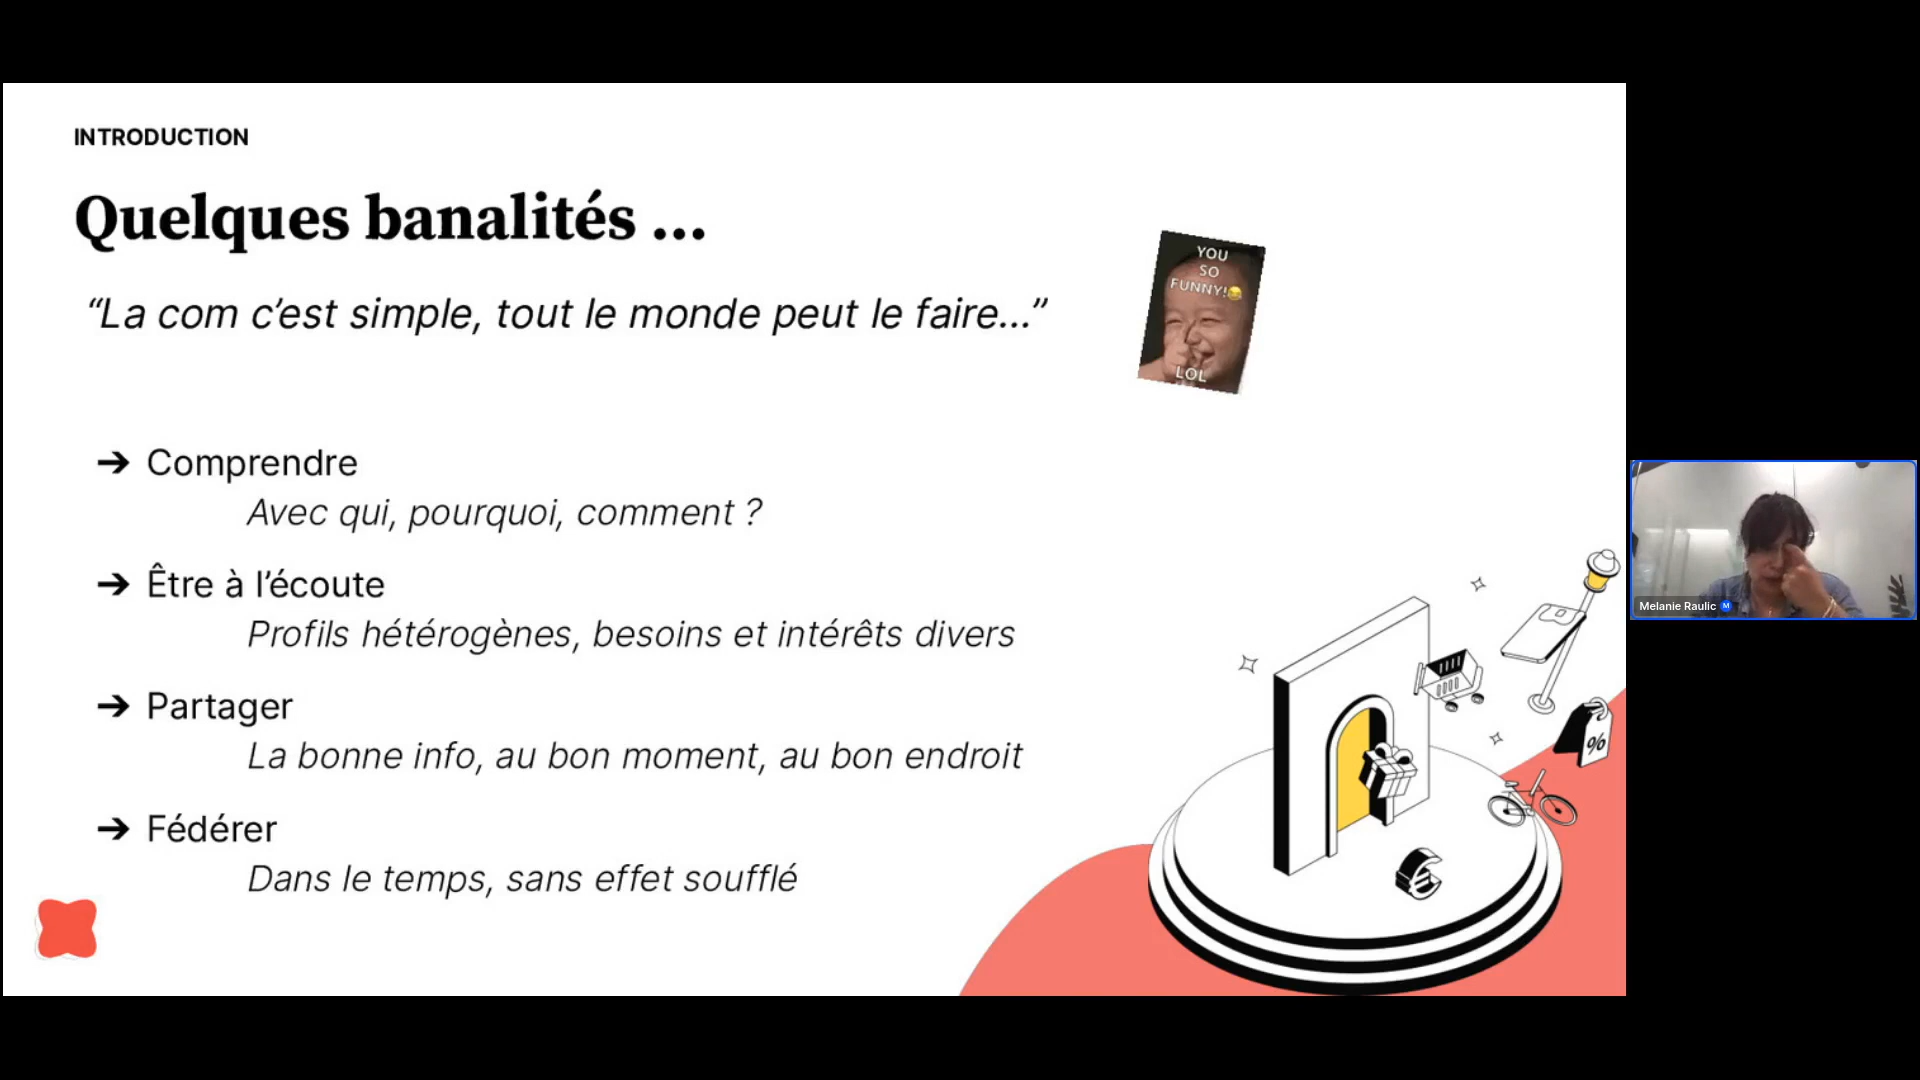 INTRODUCTION
Quelques banalités ...
“La com c’est simple, tout le monde peut le faire...”
YOU
SO
FUNNY!😂
LOL
➔ Comprendre
Avec qui, pourquoi, comment ?
➔ Être à l’écoute
Profils hétérogènes, besoins et intérêts divers
➔ Partager
La bonne info, au bon moment, au bon endroit
➔ Fédérer
Dans le temps, sans effet soufflé
%
€
Melanie Raulic M